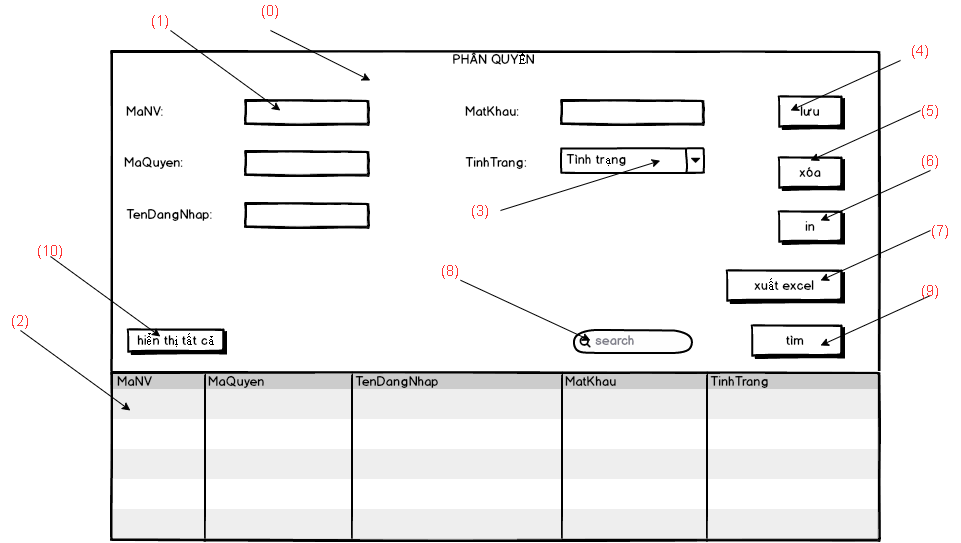 (0)
(1)
PHÂN QUYỀN
(4)
MaNV:
MatKhau:
lưu
(5)
MaQuyen:
TinhTrang:
Tình trạng
xóa
(6)
(3)
TenDangNhap:
in
(7)
(10)
(8)
xuất excel
(9)
(2)
hiển thị tất cả
search
tìm
MaNV MaQuyen TenDangNhap MatKhau TinhTrang